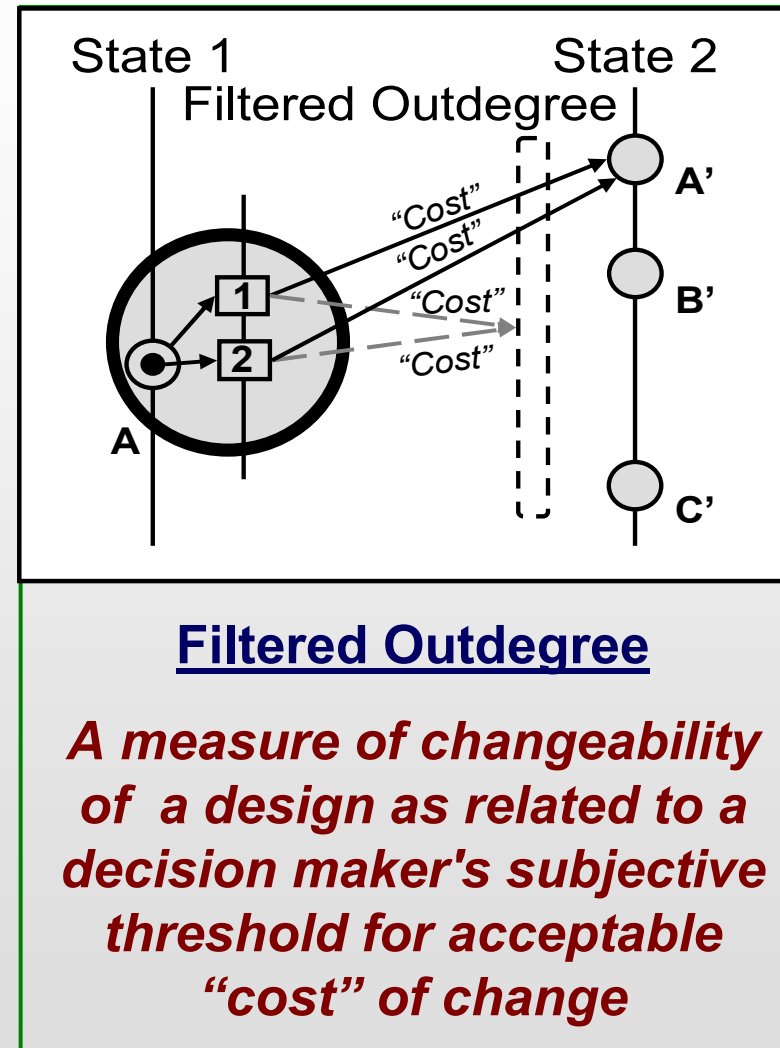 State 1
State 2
Filtered Outdegree
A’
“Cost”
“Cost”
1
“Cost”
B’
2
“Cost”
A
C’
Filtered Outdegree
A measure of changeability
of a design as related to a
decision maker's subjective
threshold for acceptable
“cost” of change